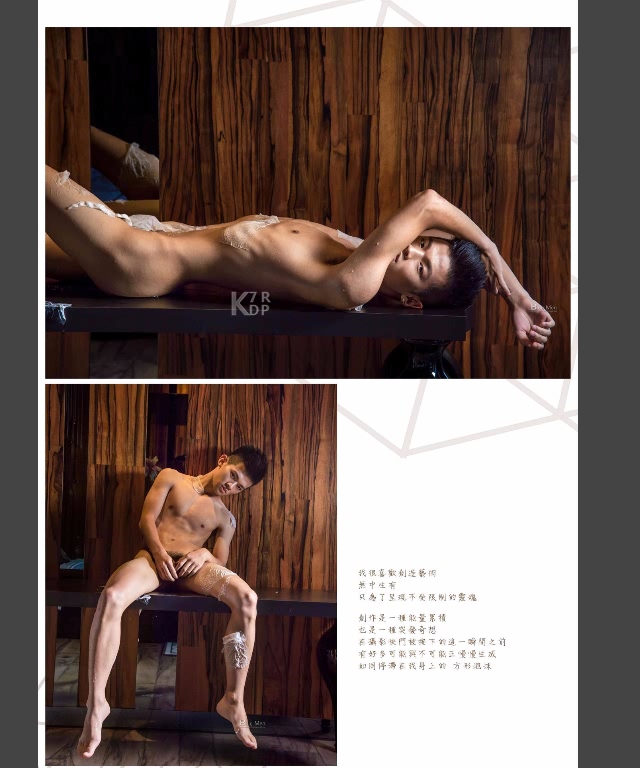 K7R
DP
我很喜歡創造藝術
無中生有
只為了呈現不受限制的靈魂
創作是一種能量累積
也是一種突發奇想
在攝影快門被按下的這一瞬間之前
有好多可能與不可能正慢慢生成
如同停滯在我身上的 方形泡沫